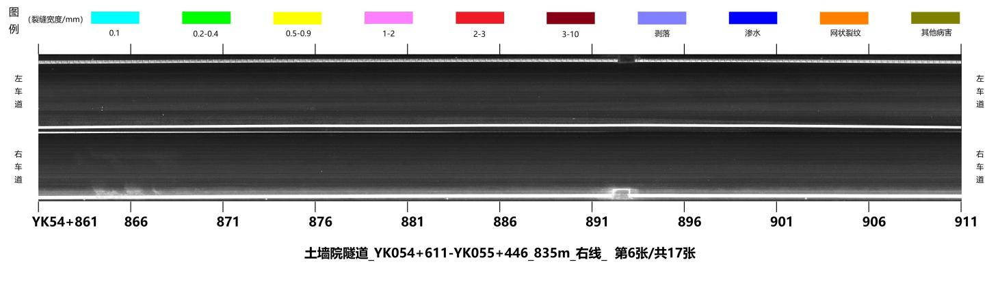 图例
(裂缝宽度/mm)
0.1 0.2-0.4 0.5-0.9 1-2 2-3 3-10 剥落 渗水 网状裂纹 其他病害
左车道 左车道
右车道 右车道
YK54+861 866 871 876 881 886 891 896 901 906 911
土墙院隧道_YK054+611-YK055+446_835m_右线_ 第6张/共17张